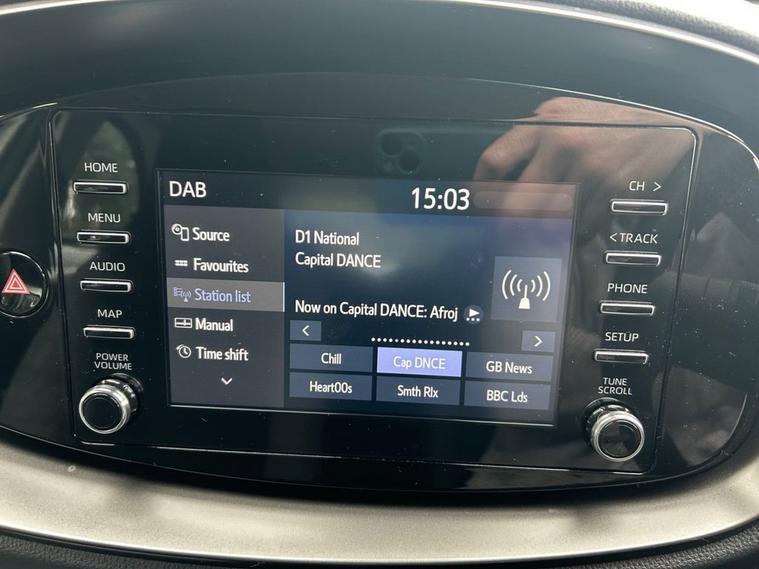 HOME
MENU
AUDIO
MAP
POWER
VOLUME
DAB
15:03
Source
Favourites
Station list
Manual
Time shift
D1 National
Capital DANCE
Now on Capital DANCE: Afroj
<
>
Chill
Cap DNCE
GB News
Heart00s
Smth Rlx
BBC Lds
CH >
< TRACK
PHONE
SETUP
TUNE
SCROLL